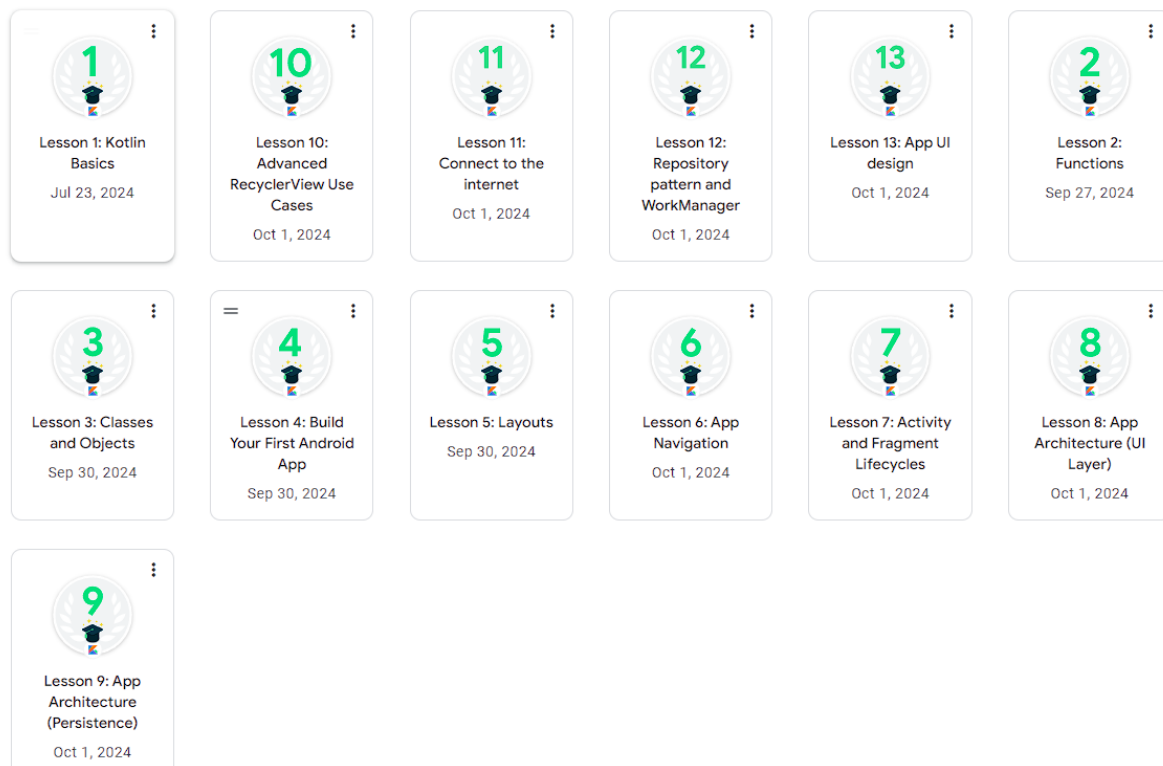 1
Lesson 1: Kotlin
Basics
Jul 23, 2024
10
Lesson 10:
Advanced
RecyclerView Use
Cases
Oct 1, 2024
11
Lesson 11:
Connect to the
internet
Oct 1, 2024
12
Lesson 12:
Repository
pattern and
WorkManager
Oct 1, 2024
13
Lesson 13: App UI
design
Oct 1, 2024
2
Lesson 2:
Functions
Sep 27, 2024
3
Lesson 3: Classes
and Objects
Sep 30, 2024
4
Lesson 4: Build
Your First Android
App
Sep 30, 2024
5
Lesson 5: Layouts
Sep 30, 2024
6
Lesson 6: App
Navigation
Oct 1, 2024
7
Lesson 7: Activity
and Fragment
Lifecycles
Oct 1, 2024
8
Lesson 8: App
Architecture (UI
Layer)
Oct 1, 2024
9
Lesson 9: App
Architecture
(Persistence)
Oct 1, 2024